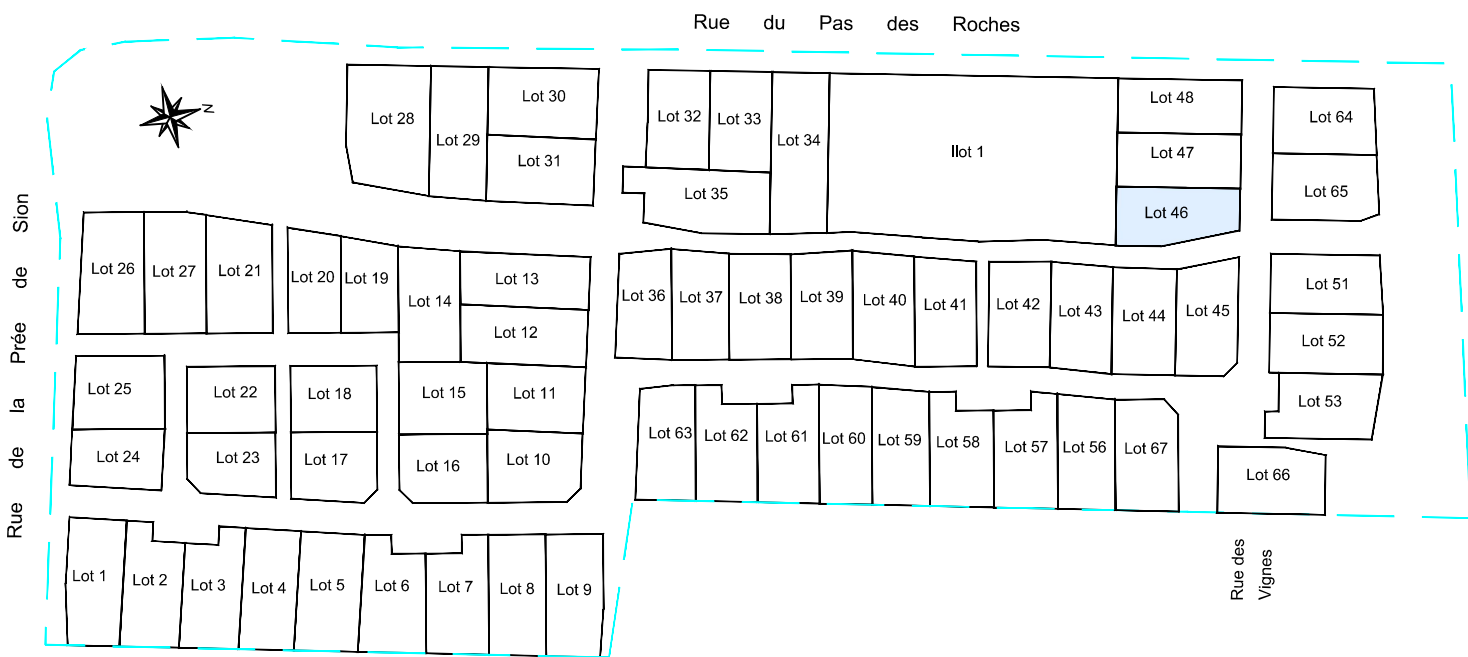 Rue du Pas des Roches
N
Lot 28
Lot 29
Lot 30
Lot 31
Lot 32
Lot 33
Lot 34
Lot 35
Ilot 1
Lot 48
Lot 47
Lot 46
Lot 64
Lot 65
Rue de la Prée de Sion
Lot 26
Lot 27
Lot 21
Lot 20
Lot 19
Lot 14
Lot 13
Lot 12
Lot 36
Lot 37
Lot 38
Lot 39
Lot 40
Lot 41
Lot 42
Lot 43
Lot 44
Lot 45
Lot 51
Lot 52
Lot 53
Lot 25
Lot 24
Lot 22
Lot 23
Lot 18
Lot 17
Lot 15
Lot 16
Lot 11
Lot 10
Lot 63
Lot 62
Lot 61
Lot 60
Lot 59
Lot 58
Lot 57
Lot 56
Lot 67
Lot 66
Lot 1
Lot 2
Lot 3
Lot 4
Lot 5
Lot 6
Lot 7
Lot 8
Lot 9
Rue des
Vignes